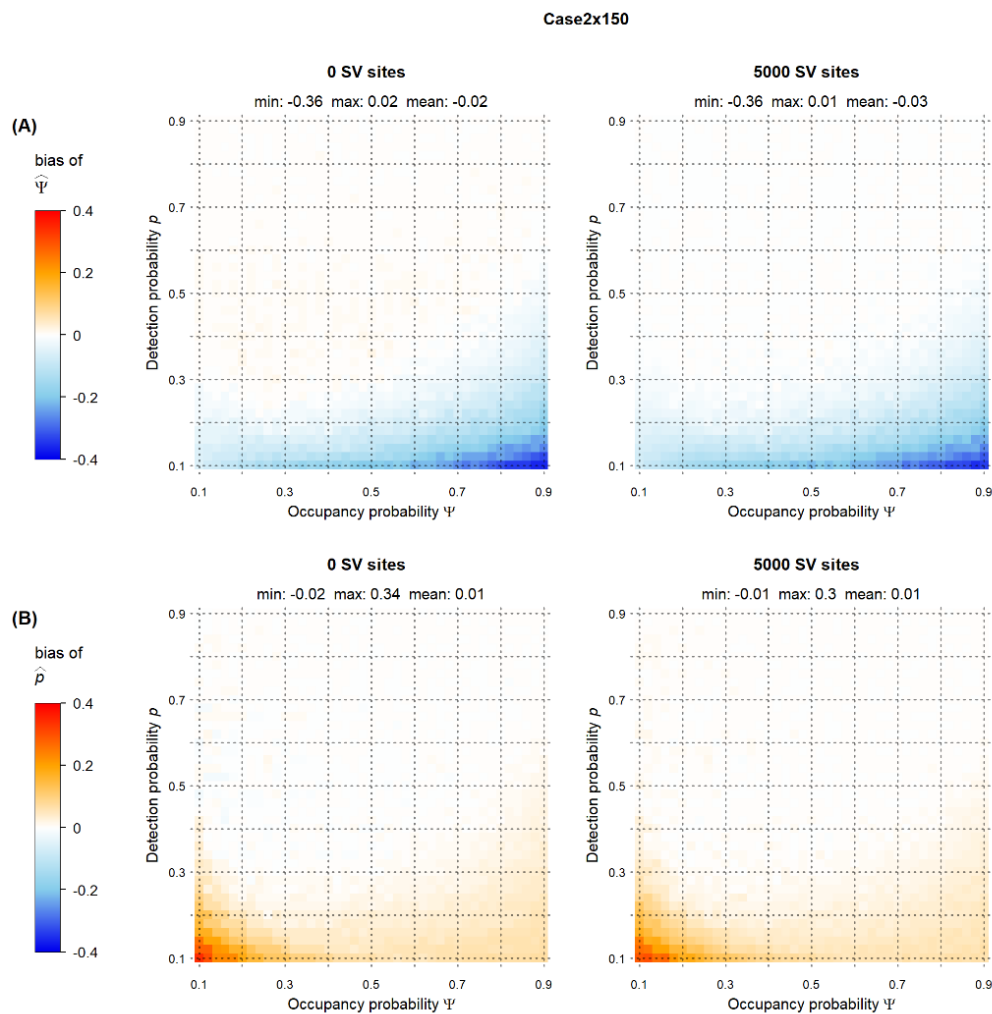 Case2x150
0 SV sites
5000 SV sites
min: -0.36 max: 0.02 mean: -0.02
min: -0.36 max: 0.01 mean: -0.03
(A)
bias of
Ψ̂
0.4
0.2
0
-0.2
-0.4
Detection probability p
0.9
0.7
0.5
0.3
0.1
0.1 0.3 0.5 0.7 0.9
Occupancy probability Ψ
Detection probability p
0.9
0.7
0.5
0.3
0.1
0.1 0.3 0.5 0.7 0.9
Occupancy probability Ψ
0 SV sites
5000 SV sites
min: -0.02 max: 0.34 mean: 0.01
min: -0.01 max: 0.3 mean: 0.01
(B)
bias of
p̂
0.4
0.2
0
-0.2
-0.4
Detection probability p
0.9
0.7
0.5
0.3
0.1
0.1 0.3 0.5 0.7 0.9
Occupancy probability Ψ
Detection probability p
0.9
0.7
0.5
0.3
0.1
0.1 0.3 0.5 0.7 0.9
Occupancy probability Ψ